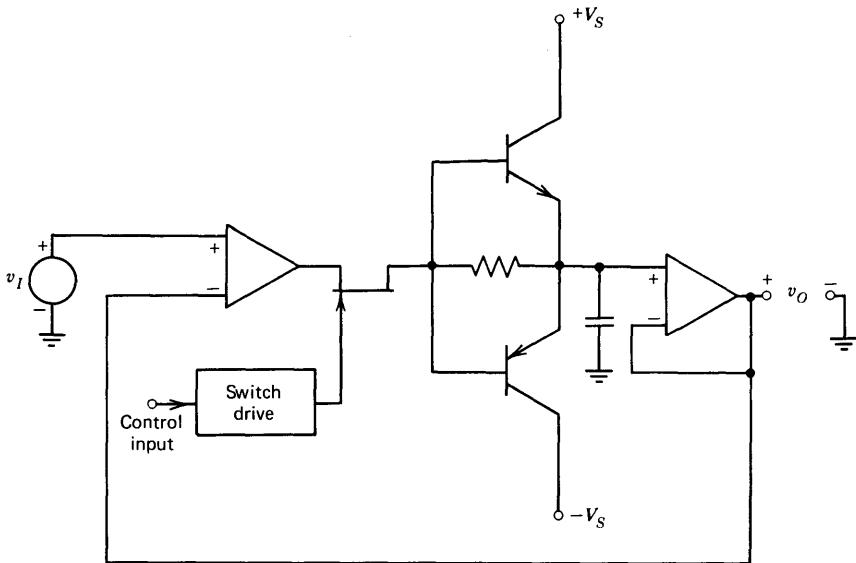 +V_S
+
v_I
−
+
−
+
−
+
v_O
−
Switch
drive
Control
input
−V_S